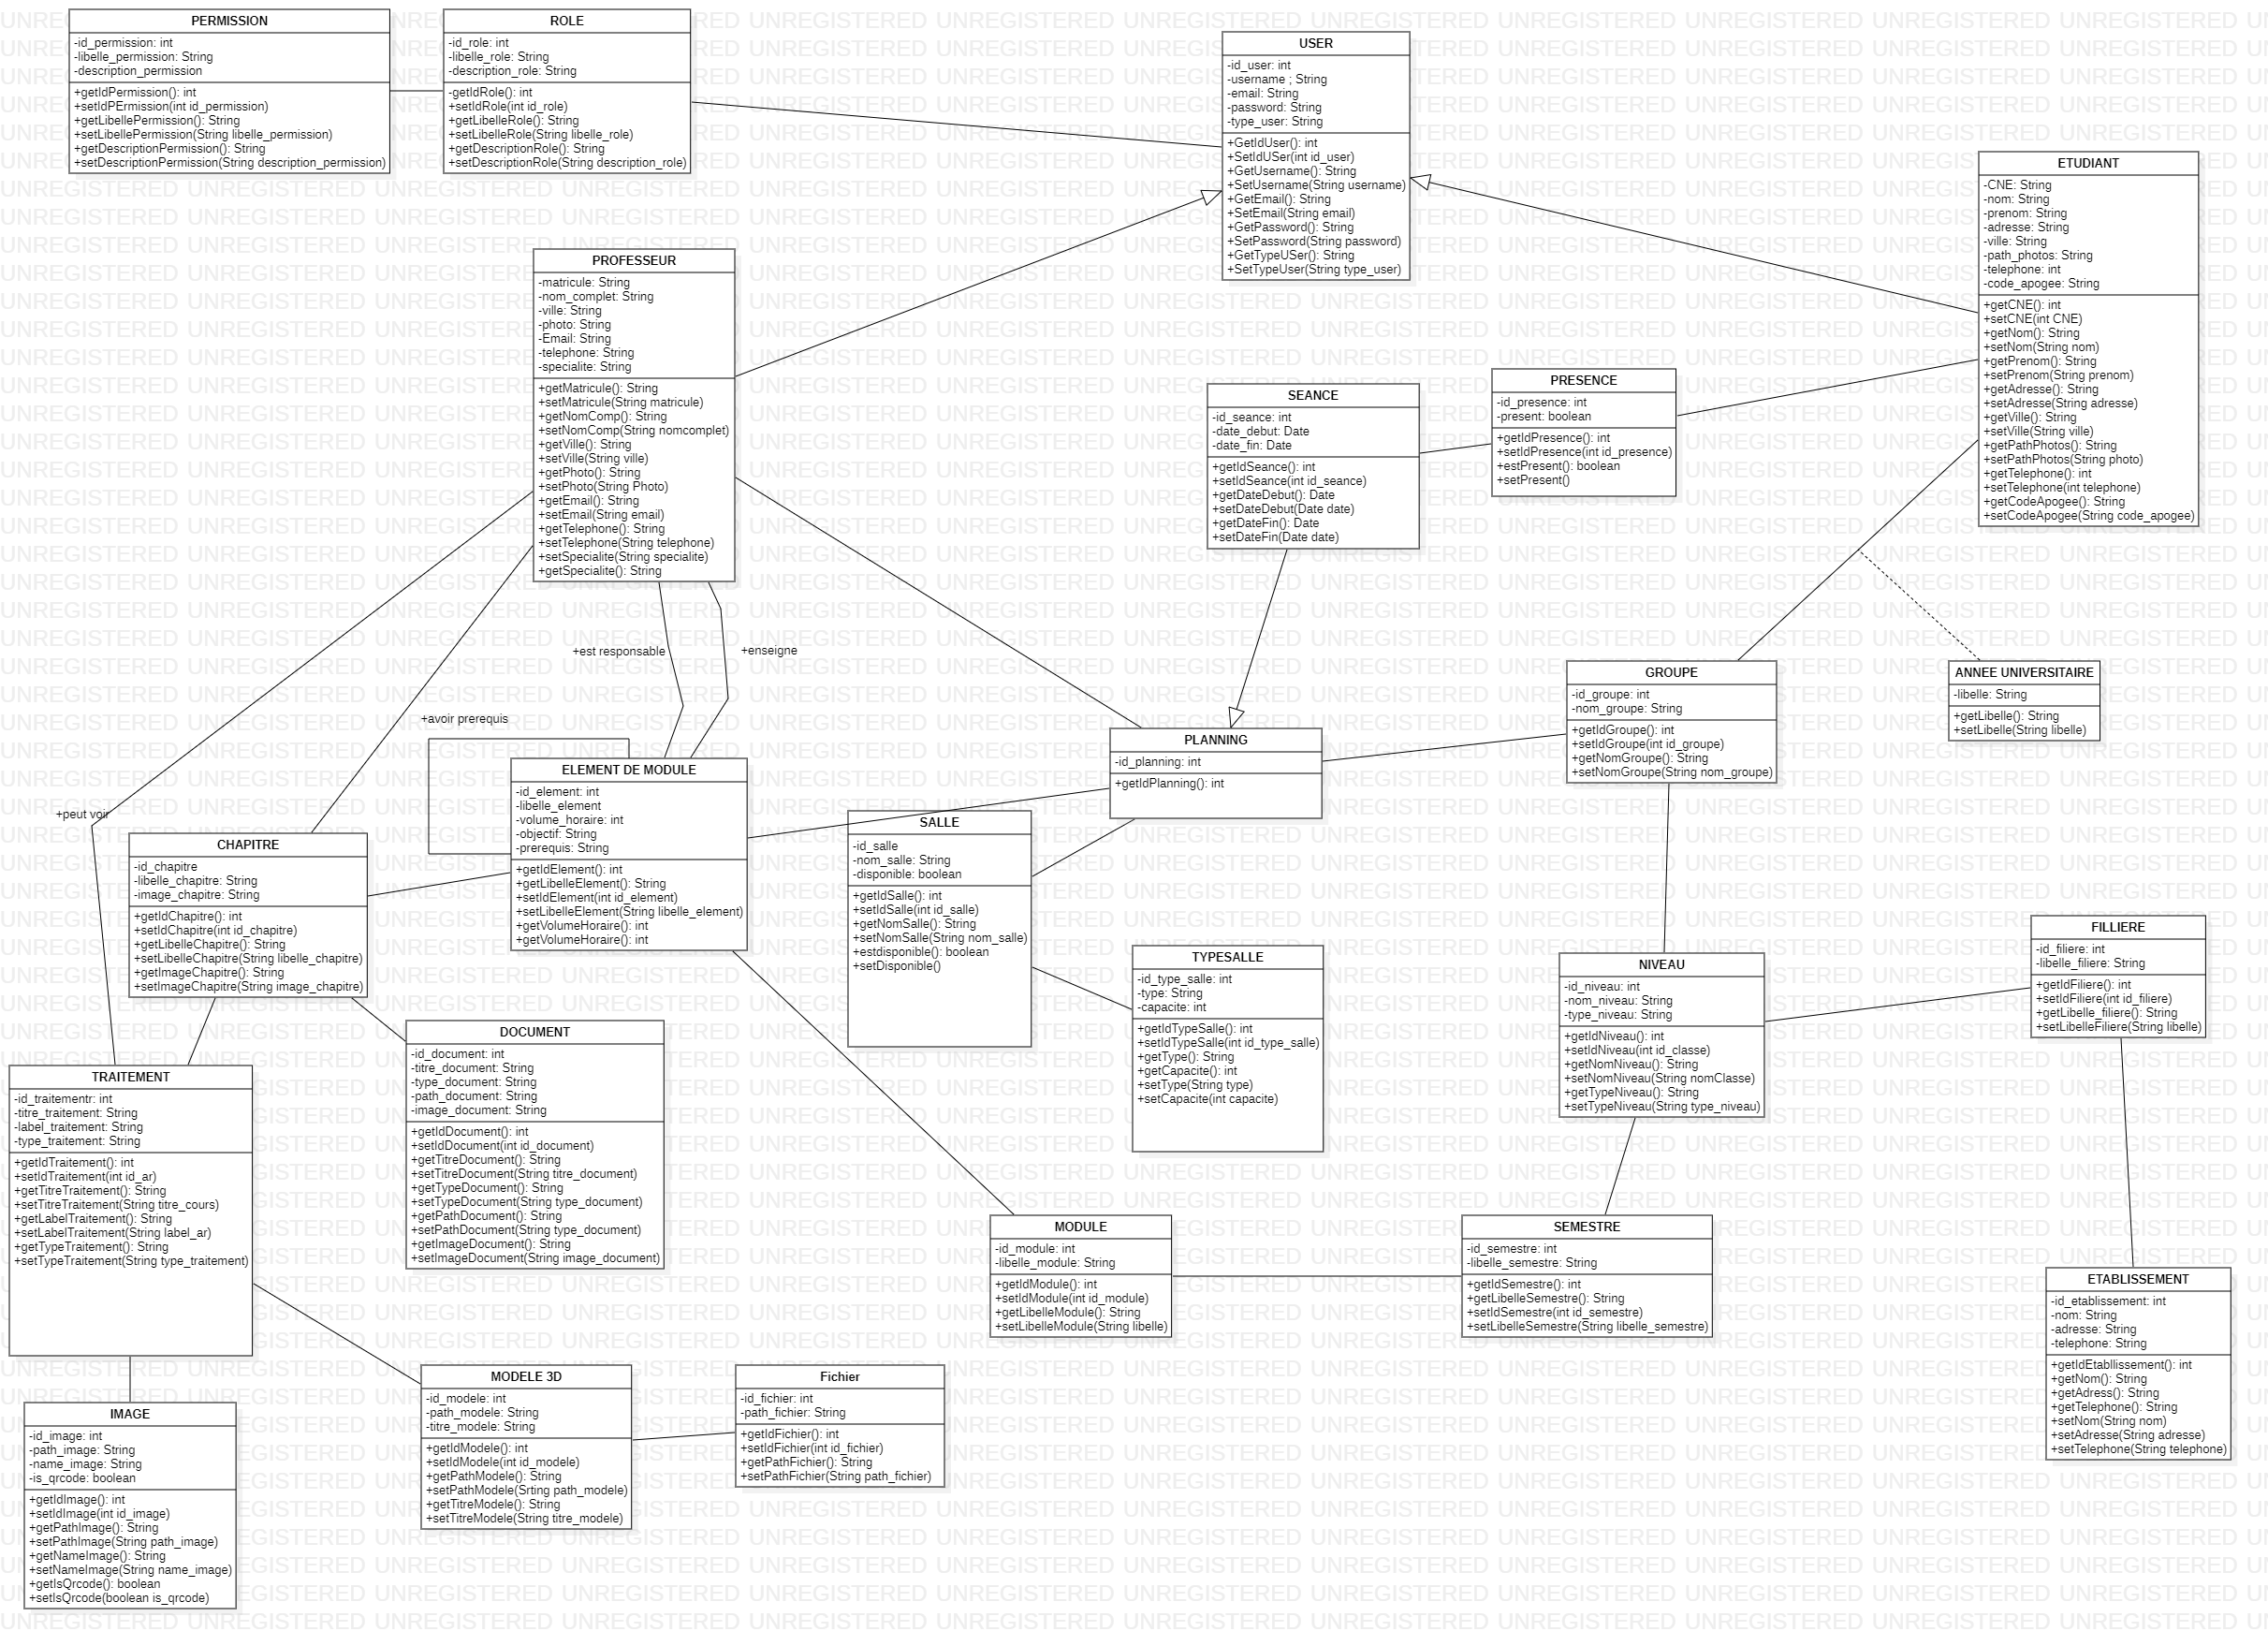 PERMISSION
-id_permission: int
-libelle_permission: String
-description_permission
+getIdPermission(): int
+setIdPErmission(int id_permission)
+getLibellePermission(): String
+setLibellePermission(String libelle_permission)
+getDescriptionPermission(): String
+setDescriptionPermission(String description_permission)
ROLE
-id_role: int
-libelle_role: String
-description_role: String
-getIdRole(): int
+setIdRole(int id_role)
+getLibelleRole(): String
+setLibelleRole(String libelle_role)
+getDescriptionRole(): String
+setDescriptionRole(String description_role)
USER
-id_user: int
-username ; String
-email: String
-password: String
-type_user: String
+GetIdUser(): int
+SetIdUSer(int id_user)
+GetUsername(): String
+SetUsername(String username)
+GetEmail(): String
+SetEmail(String email)
+GetPassword(): String
+SetPassword(String password)
+GetTypeUSer(): String
+SetTypeUser(String type_user)
ETUDIANT
-CNE: String
-nom: String
-prenom: String
-adresse: String
-ville: String
-path_photos: String
-telephone: int
-code_apogee: String
+getCNE(): int
+setCNE(int CNE)
+getNom(): String
+setNom(String nom)
+getPrenom(): String
+setPrenom(String prenom)
+getAdresse(): String
+setAdresse(String adresse)
+getVille(): String
+setVille(String ville)
+getPathPhotos(): String
+setPathPhotos(String photo)
+getTelephone(): int
+setTelephone(int telephone)
+getCodeApogee(): String
+setCodeApogee(String code_apogee)
PROFESSEUR
-matricule: String
-nom_complet: String
-ville: String
-photo: String
-Email: String
-telephone: String
-specialite: String
+getMatricule(): String
+setMatricule(String matricule)
+getNomComp(): String
+setNomComp(String nomcomplet)
+getVille(): String
+setVille(String ville)
+getPhoto(): String
+setPhoto(String Photo)
+getEmail(): String
+setEmail(String email)
+getTelephone(): String
+setTelephone(String telephone)
+setSpecialite(String specialite)
+getSpecialite(): String
SEANCE
-id_seance: int
-date_debut: Date
-date_fin: Date
+getIdSeance(): int
+setIdSeance(int id_seance)
+getDateDebut(): Date
+setDateDebut(Date date)
+getDateFin(): Date
+setDateFin(Date date)
PRESENCE
-id_presence: int
-present: boolean
+getIdPresence(): int
+setIdPresence(int id_presence)
+estPresent(): boolean
+setPresent()
+est responsable
+enseigne
+avoir prerequis
+peut voir
GROUPE
-id_groupe: int
-nom_groupe: String
+getIdGroupe(): int
+setIdGroupe(int id_groupe)
+getNomGroupe(): String
+setNomGroupe(String nom_groupe)
ANNEE UNIVERSITAIRE
-libelle: String
+getLibelle(): String
+setLibelle(String libelle)
PLANNING
-id_planning: int
+getIdPlanning(): int
ELEMENT DE MODULE
-id_element: int
-libelle_element
-volume_horaire: int
-objectif: String
-prerequis: String
+getIdElement(): int
+getLibelleElement(): String
+setIdElement(int id_element)
+setLibelleElement(String libelle_element)
+getVolumeHoraire(): int
+getVolumeHoraire(): int
SALLE
-id_salle
-nom_salle: String
-disponible: boolean
+getIdSalle(): int
+setIdSalle(int id_salle)
+getNomSalle(): String
+setNomSalle(String nom_salle)
+estdisponible(): boolean
+setDisponible()
CHAPITRE
-id_chapitre
-libelle_chapitre: String
-image_chapitre: String
+getIdChapitre(): int
+setIdChapitre(int id_chapitre)
+getLibelleChapitre(): String
+setLibelleChapitre(String libelle_chapitre)
+getImageChapitre(): String
+setImageChapitre(String image_chapitre)
TYPESALLE
-id_type_salle: int
-type: String
-capacite: int
+getIdTypeSalle(): int
+setIdTypeSalle(int id_type_salle)
+getType(): String
+getCapacite(): int
+setType(String type)
+setCapacite(int capacite)
NIVEAU
-id_niveau: int
-nom_niveau: String
-type_niveau: String
+getIdNiveau(): int
+setIdNiveau(int id_classe)
+getNomNiveau(): String
+setNomNiveau(String nomClasse)
+getTypeNiveau(): String
+setTypeNiveau(String type_niveau)
FILLIERE
-id_filiere: int
-libelle_filiere: String
+getIdFiliere(): int
+setIdFiliere(int id_filiere)
+getLibelle_filiere(): String
+setLibelleFiliere(String libelle)
DOCUMENT
-id_document: int
-titre_document: String
-type_document: String
-path_document: String
-image_document: String
+getIdDocument(): int
+setIdDocument(int id_document)
+getTitreDocument(): String
+setTitreDocument(String titre_document)
+getTypeDocument(): String
+setTypeDocument(String type_document)
+getPathDocument(): String
+setPathDocument(String type_document)
+getImageDocument(): String
+setImageDocument(String image_document)
TRAITEMENT
-id_traitementr: int
-titre_traitement: String
-label_traitement: String
-type_traitement: String
+getIdTraitement(): int
+setIdTraitement(int id_ar)
+getTitreTraitement(): String
+setTitreTraitement(String titre_cours)
+getLabelTraitement(): String
+setLabelTraitement(String label_ar)
+getTypeTraitement(): String
+setTypeTraitement(String type_traitement)
MODULE
-id_module: int
-libelle_module: String
+getIdModule(): int
+setIdModule(int id_module)
+getLibelleModule(): String
+setLibelleModule(String libelle)
SEMESTRE
-id_semestre: int
-libelle_semestre: String
+getIdSemestre(): int
+getLibelleSemestre(): String
+setIdSemestre(int id_semestre)
+setLibelleSemestre(String libelle_semestre)
ETABLISSEMENT
-id_etablissement: int
-nom: String
-adresse: String
-telephone: String
+getIdEtabllissement(): int
+getNom(): String
+getAdress(): String
+getTelephone(): String
+setNom(String nom)
+setAdresse(String adresse)
+setTelephone(String telephone)
MODELE 3D
-id_modele: int
-path_modele: String
-titre_modele: String
+getIdModele(): int
+setIdModele(int id_modele)
+getPathModele(): String
+setPathModele(Srting path_modele)
+getTitreModele(): String
+setTitreModele(String titre_modele)
Fichier
-id_fichier: int
-path_fichier: String
+getIdFichier(): int
+setIdFichier(int id_fichier)
+getPathFichier(): String
+setPathFichier(String path_fichier)
IMAGE
-id_image: int
-path_image: String
-name_image: String
-is_qrcode: boolean
+getIdImage(): int
+setIdImage(int id_image)
+getPathImage(): String
+setPathImage(String path_image)
+getNameImage(): String
+setNameImage(String name_image)
+getIsQrcode(): boolean
+setIsQrcode(boolean is_qrcode)
UNREGISTERED